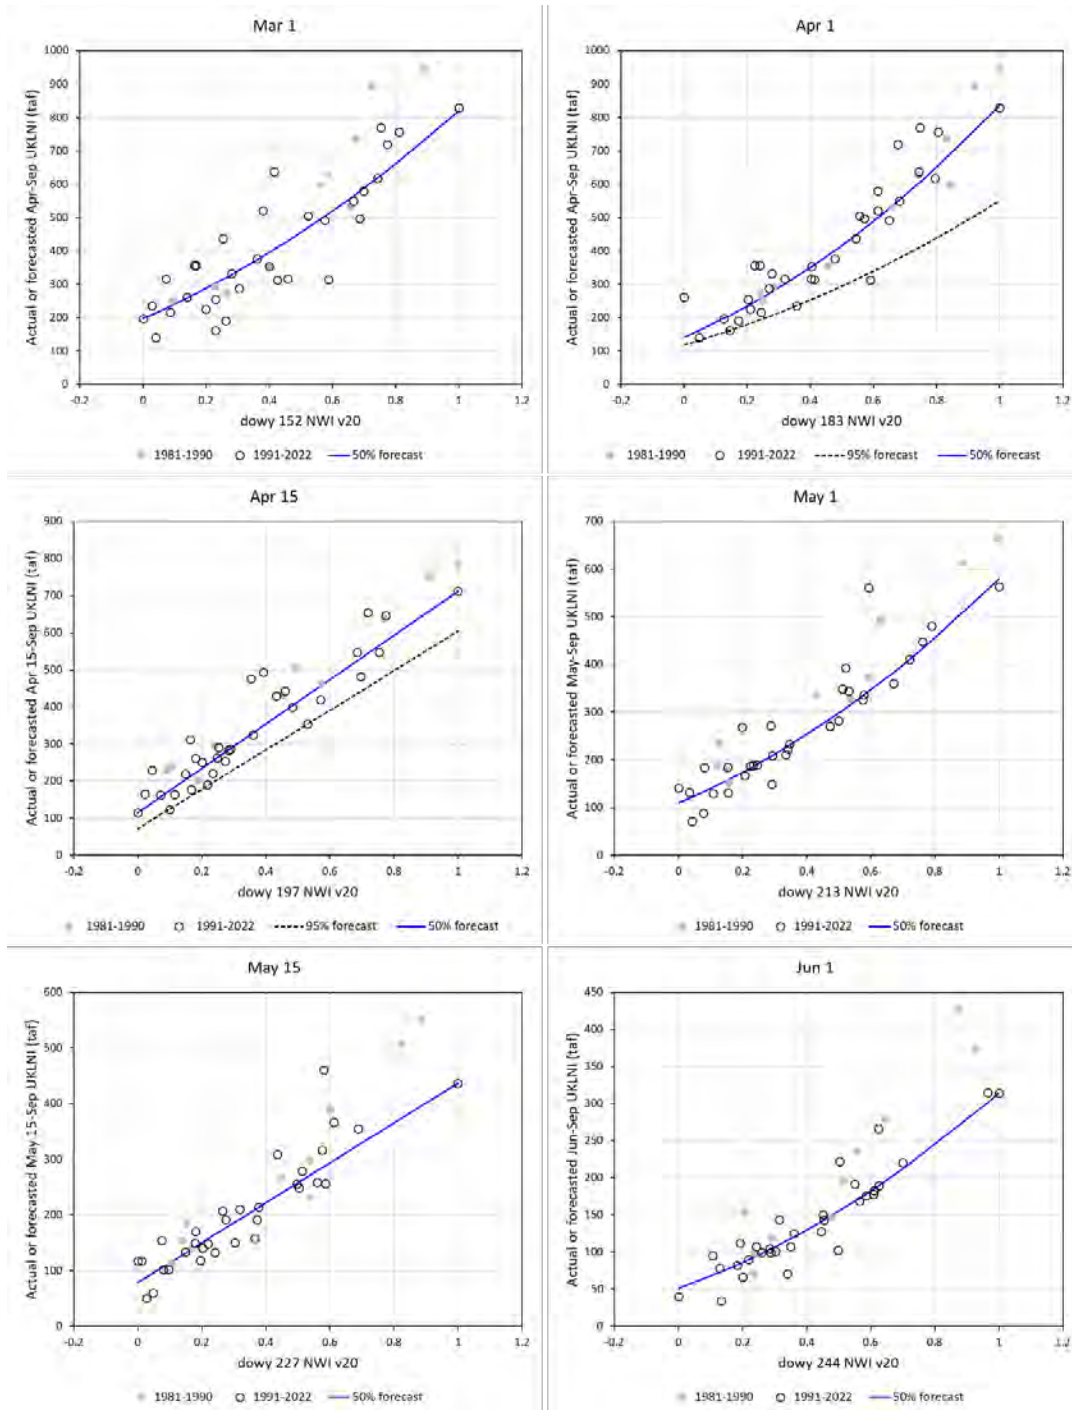 Mar 1
Actual or forecasted Apr-Sep UKLNI (taf)
1000
900
800
700
600
500
400
300
200
100
0
-0.2 0 0.2 0.4 0.6 0.8 1 1.2
dowy 152 NWI v20
1981-1990 1991-2022 50% forecast
Apr 1
Actual or forecasted Apr-Sep UKLNI (taf)
1000
900
800
700
600
500
400
300
200
100
0
-0.2 0 0.2 0.4 0.6 0.8 1 1.2
dowy 183 NWI v20
1981-1990 1991-2022 95% forecast 50% forecast
Apr 15
Actual or forecasted Apr 15-Sep UKLNI (taf)
900
800
700
600
500
400
300
200
100
0
-0.2 0 0.2 0.4 0.6 0.8 1 1.2
dowy 197 NWI v20
1981-1990 1991-2022 95% forecast 50% forecast
May 1
Actual or forecasted May-Sep UKLNI (taf)
700
600
500
400
300
200
100
0
-0.2 0 0.2 0.4 0.6 0.8 1 1.2
dowy 213 NWI v20
1981-1990 1991-2022 50% forecast
May 15
Actual or forecasted May 15-Sep UKLNI (taf)
600
500
400
300
200
100
0
-0.2 0 0.2 0.4 0.6 0.8 1 1.2
dowy 227 NWI v20
1981-1990 1991-2022 50% forecast
Jun 1
Actual or forecasted Jun-Sep UKLNI (taf)
450
400
350
300
250
200
150
100
50
0
-0.2 0 0.2 0.4 0.6 0.8 1 1.2
dowy 244 NWI v20
1981-1990 1991-2022 50% forecast